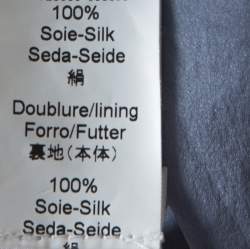 100%
Soie-Silk
Seda-Seide
絹
Doublure/lining
Forro/Futter
裏地(本体)
100%
Soie-Silk
Seda-Seide
絹